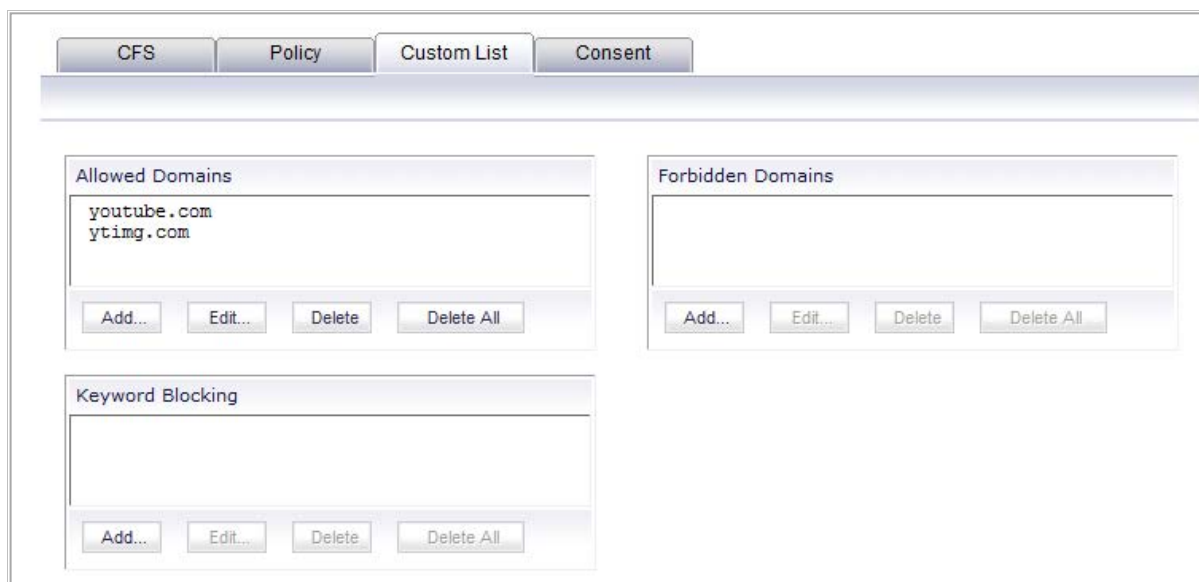 CFS Policy Custom List Consent
Allowed Domains
youtube.com
ytimg.com
Add... Edit... Delete Delete All
Forbidden Domains
Add... Edit... Delete Delete All
Keyword Blocking
Add... Edit... Delete Delete All